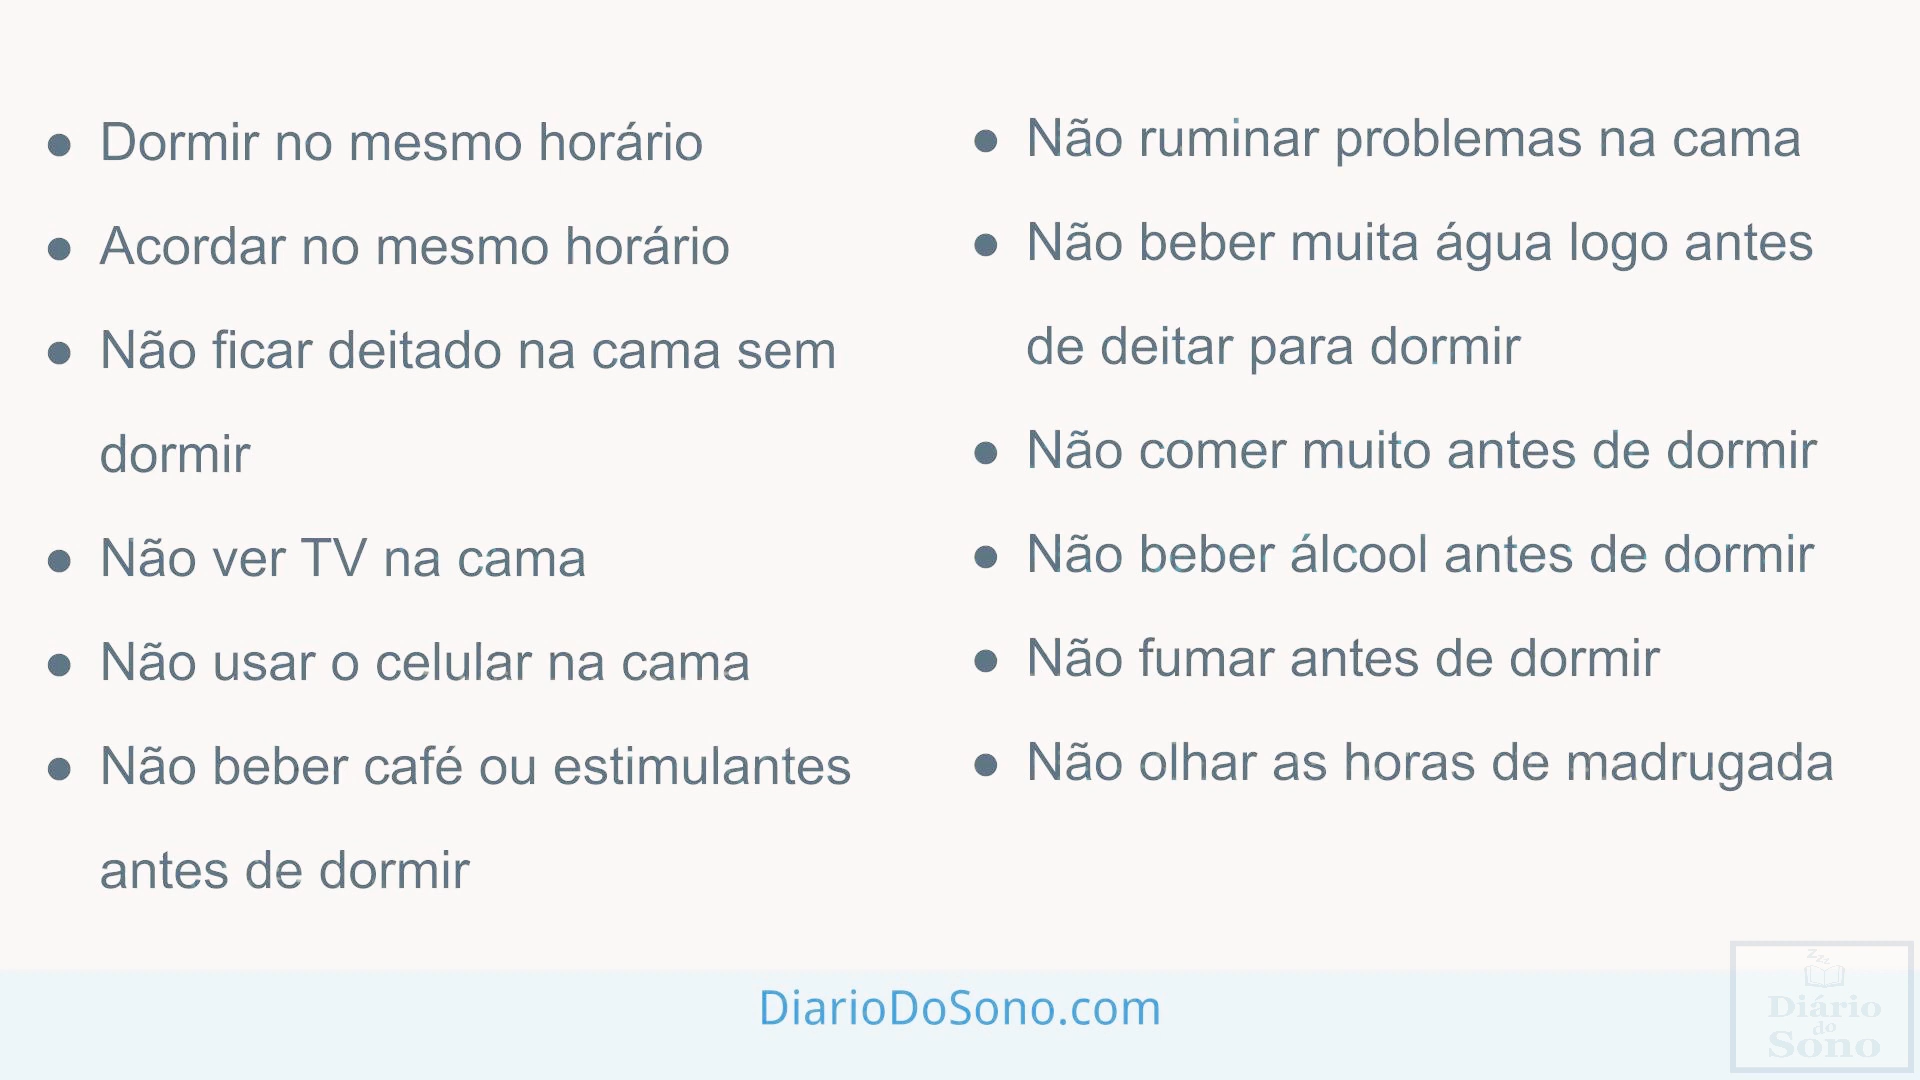 ● Dormir no mesmo horário
● Acordar no mesmo horário
● Não ficar deitado na cama sem
dormir
● Não ver TV na cama
● Não usar o celular na cama
● Não beber café ou estimulantes
antes de dormir
● Não ruminar problemas na cama
● Não beber muita água logo antes
de deitar para dormir
● Não comer muito antes de dormir
● Não beber álcool antes de dormir
● Não fumar antes de dormir
● Não olhar as horas de madrugada
DiarioDoSono.com
zzz
Diário
do
Sono